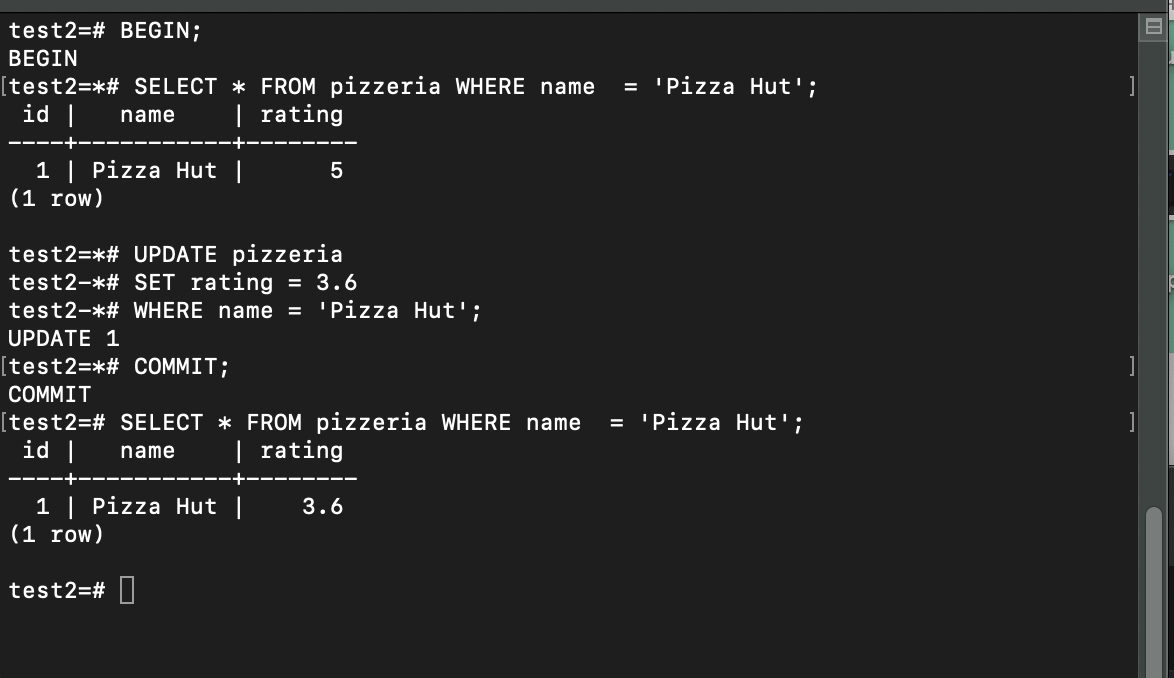 test2=# BEGIN;
BEGIN
[test2=*# SELECT * FROM pizzeria WHERE name  = 'Pizza Hut'; ]
 id |   name    | rating
----+-----------+--------
  1 | Pizza Hut |      5
(1 row)

test2=*# UPDATE pizzeria
test2-*# SET rating = 3.6
test2-*# WHERE name = 'Pizza Hut';
UPDATE 1
[test2=*# COMMIT; ]
COMMIT
[test2=# SELECT * FROM pizzeria WHERE name  = 'Pizza Hut'; ]
 id |   name    | rating
----+-----------+--------
  1 | Pizza Hut |    3.6
(1 row)

test2=#